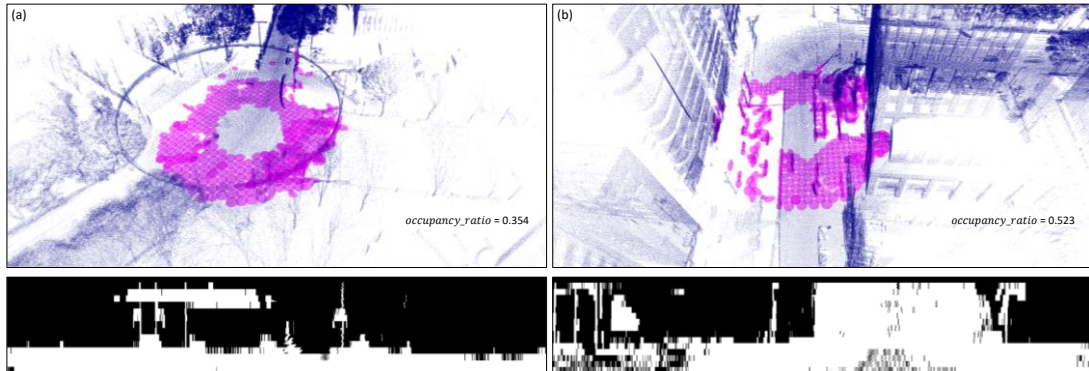 (a)
(b)
occupancy_ratio = 0.354
occupancy_ratio = 0.523